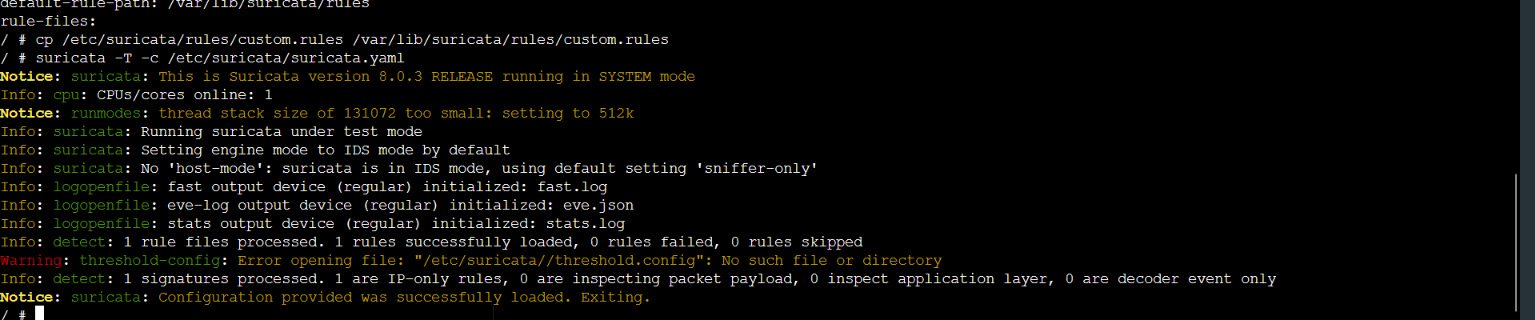 default-rule-path: /var/lib/suricata/rules
rule-files:
/ # cp /etc/suricata/rules/custom.rules /var/lib/suricata/rules/custom.rules
/ # suricata -T -c /etc/suricata/suricata.yaml
Notice: suricata: This is Suricata version 8.0.3 RELEASE running in SYSTEM mode
Info: cpu: CPUs/cores online: 1
Notice: runmodes: thread stack size of 131072 too small: setting to 512k
Info: suricata: Running suricata under test mode
Info: suricata: Setting engine mode to IDS mode by default
Info: suricata: No 'host-mode': suricata is in IDS mode, using default setting 'sniffer-only'
Info: logopenfile: fast output device (regular) initialized: fast.log
Info: logopenfile: eve-log output device (regular) initialized: eve.json
Info: logopenfile: stats output device (regular) initialized: stats.log
Info: detect: 1 rule files processed. 1 rules successfully loaded, 0 rules failed, 0 rules skipped
Warning: threshold-config: Error opening file: "/etc/suricata//threshold.config": No such file or directory
Info: detect: 1 signatures processed. 1 are IP-only rules, 0 are inspecting packet payload, 0 inspect application layer, 0 are decoder event only
Notice: suricata: Configuration provided was successfully loaded. Exiting.
/ #